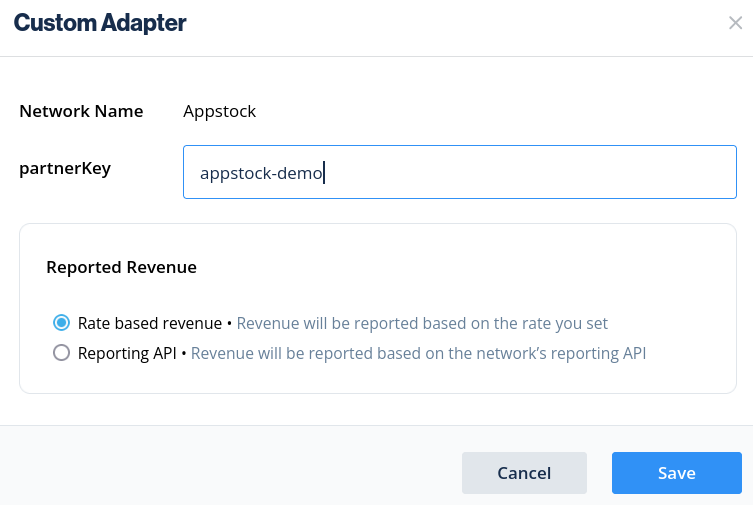 Custom Adapter
Network Name Appstock
partnerKey appstock-demo
Reported Revenue
Rate based revenue • Revenue will be reported based on the rate you set
Reporting API • Revenue will be reported based on the network’s reporting API
Cancel Save